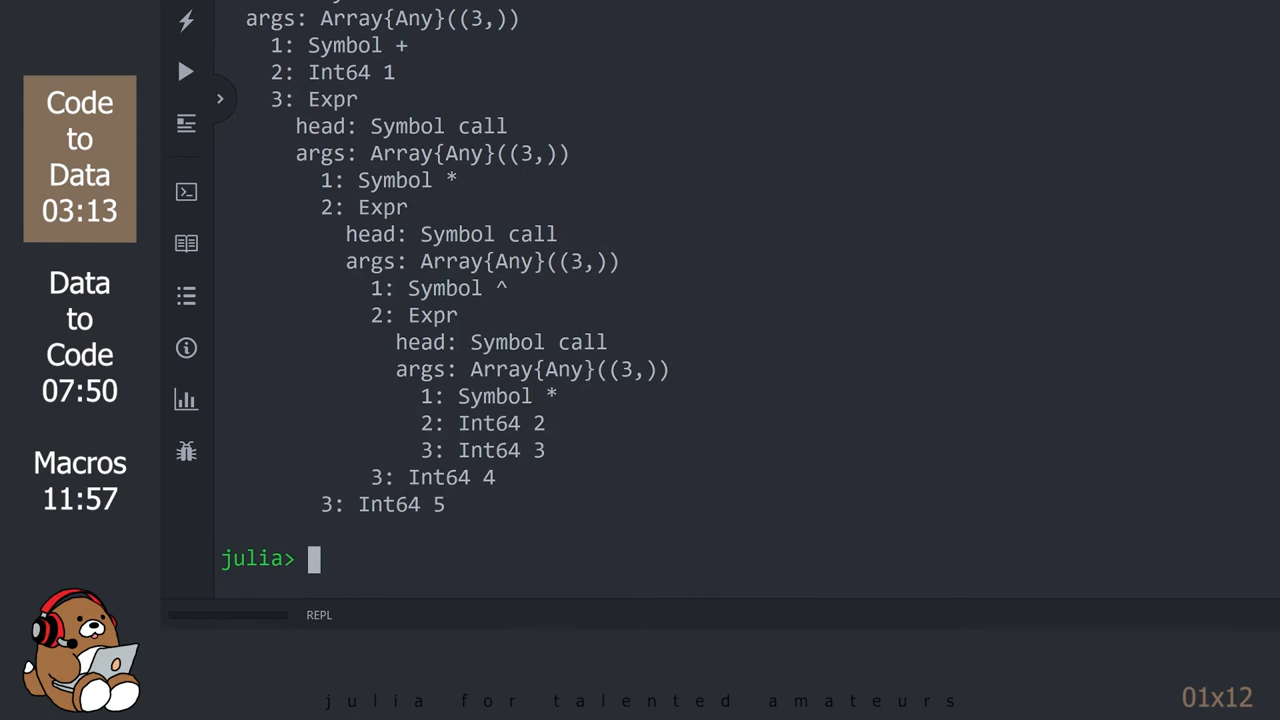 Code
to
Data
03:13
Data
to
Code
07:50
Macros
11:57
args: Array{Any}((3,))
1: Symbol +
2: Int64 1
3: Expr
head: Symbol call
args: Array{Any}((3,))
1: Symbol *
2: Expr
head: Symbol call
args: Array{Any}((3,))
1: Symbol ^
2: Expr
head: Symbol call
args: Array{Any}((3,))
1: Symbol *
2: Int64 2
3: Int64 3
3: Int64 4
3: Int64 5
julia>
REPL
julia for talented amateurs
01x12